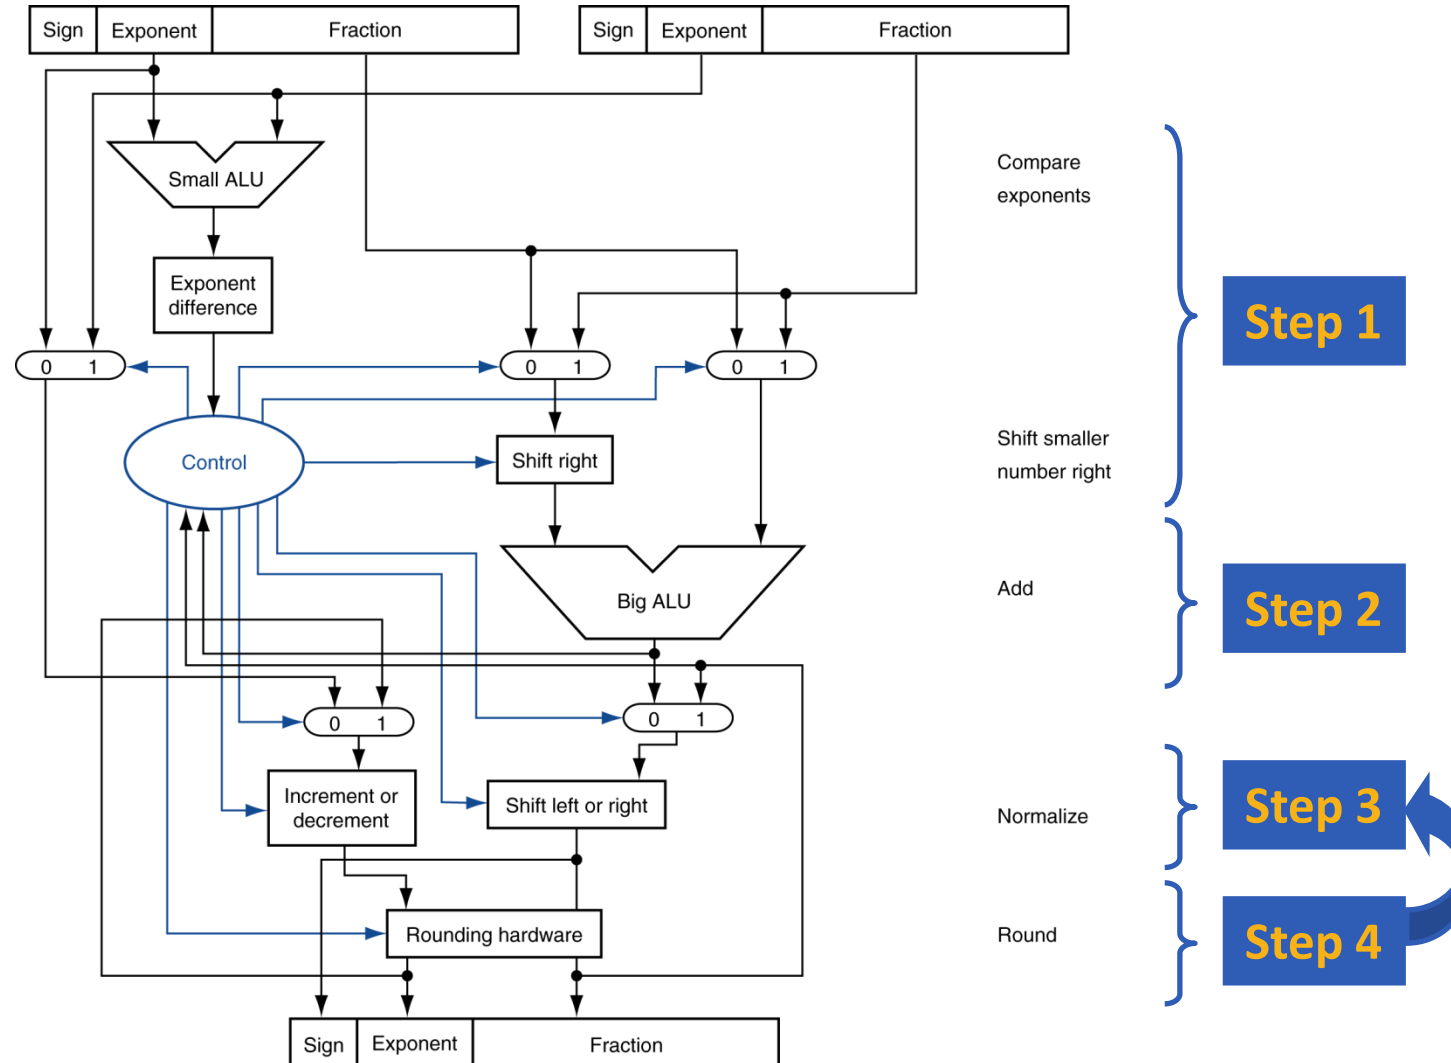 Sign Exponent Fraction
Sign Exponent Fraction
Small ALU
Compare
exponents
Exponent
difference
Step 1
0 1
0 1
0 1
Control
Shift right
Shift smaller
number right
Big ALU
Add
Step 2
0 1
0 1
Increment or
decrement
Shift left or right
Normalize
Step 3
Rounding hardware
Round
Step 4
Sign Exponent Fraction